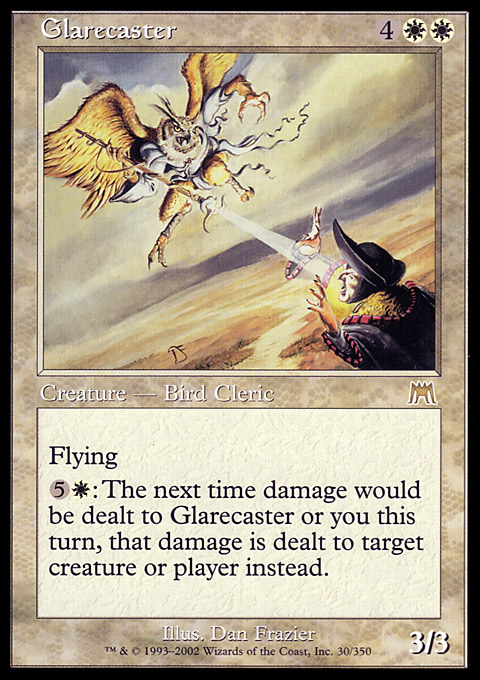 Glarecaster 4
Creature — Bird Cleric
Flying
5 : The next time damage would
be dealt to Glarecaster or you this
turn, that damage is dealt to target
creature or player instead.
Illus. Dan Frazier
™ & © 1993–2002 Wizards of the Coast, Inc. 30/350
3/3